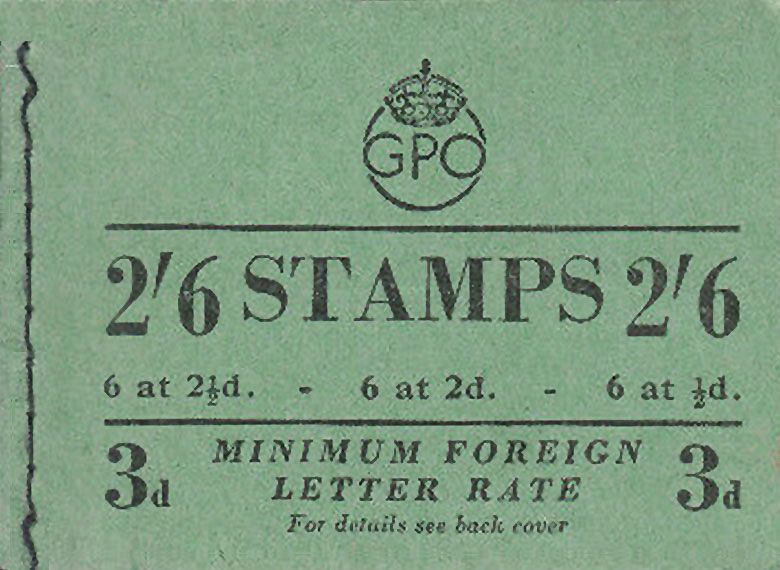 GPO
2'6 STAMPS 2'6
6 at 2½d. - 6 at 2d. - 6 at ½d.
3d MINIMUM FOREIGN 3d
LETTER RATE
For details see back cover